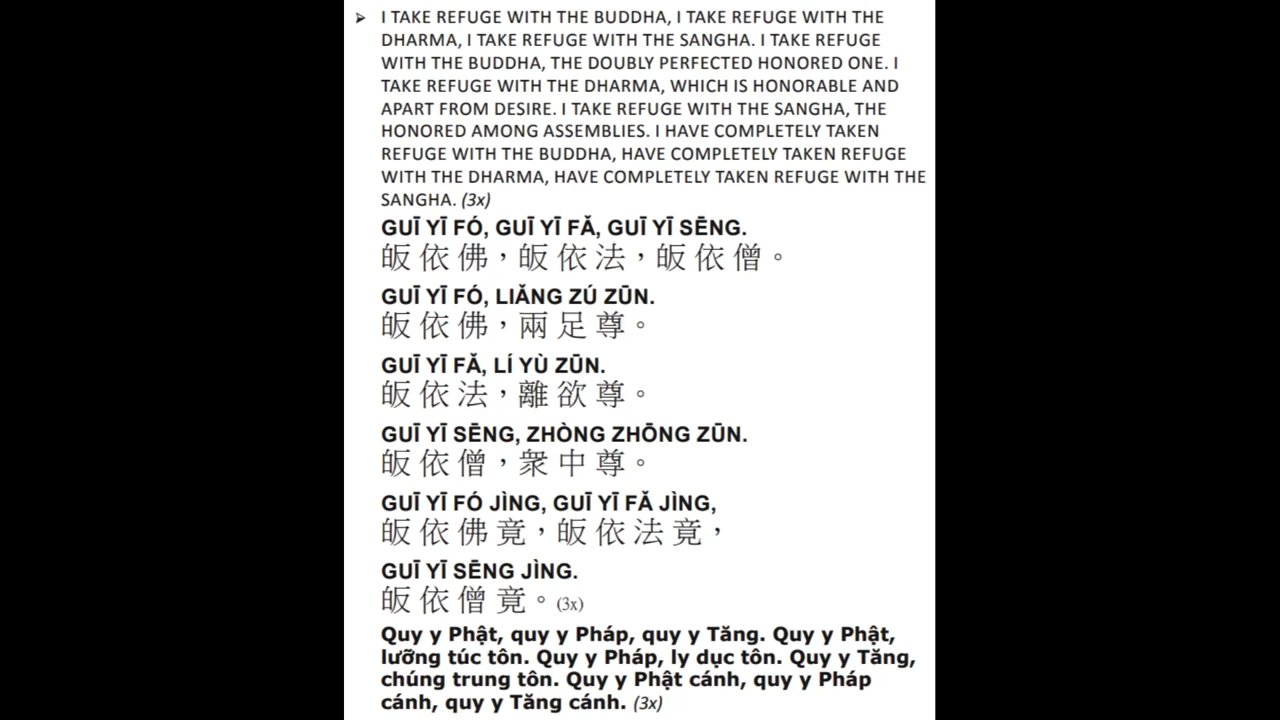 ➢ I TAKE REFUGE WITH THE BUDDHA, I TAKE REFUGE WITH THE
DHARMA, I TAKE REFUGE WITH THE SANGHA. I TAKE REFUGE
WITH THE BUDDHA, THE DOUBLY PERFECTED HONORED ONE. I
TAKE REFUGE WITH THE DHARMA, WHICH IS HONORABLE AND
APART FROM DESIRE. I TAKE REFUGE WITH THE SANGHA, THE
HONORED AMONG ASSEMBLIES. I HAVE COMPLETELY TAKEN
REFUGE WITH THE BUDDHA, HAVE COMPLETELY TAKEN REFUGE
WITH THE DHARMA, HAVE COMPLETELY TAKEN REFUGE WITH THE
SANGHA. (3x)
GUĪ YĪ FÓ, GUĪ YĪ FǍ, GUĪ YĪ SĒNG.
皈依佛，皈依法，皈依僧。
GUĪ YĪ FÓ, LIǍNG ZÚ ZŪN.
皈依佛，兩足尊。
GUĪ YĪ FǍ, LÍ YÙ ZŪN.
皈依法，離欲尊。
GUĪ YĪ SĒNG, ZHÒNG ZHŌNG ZŪN.
皈依僧，衆中尊。
GUĪ YĪ FÓ JÌNG, GUĪ YĪ FǍ JÌNG,
皈依佛竟，皈依法竟，
GUĪ YĪ SĒNG JÌNG.
皈依僧竟。(3x)
Quy y Phật, quy y Pháp, quy y Tăng. Quy y Phật,
lưỡng túc tôn. Quy y Pháp, ly dục tôn. Quy y Tăng,
chúng trung tôn. Quy y Phật cánh, quy y Pháp
cánh, quy y Tăng cánh. (3x)